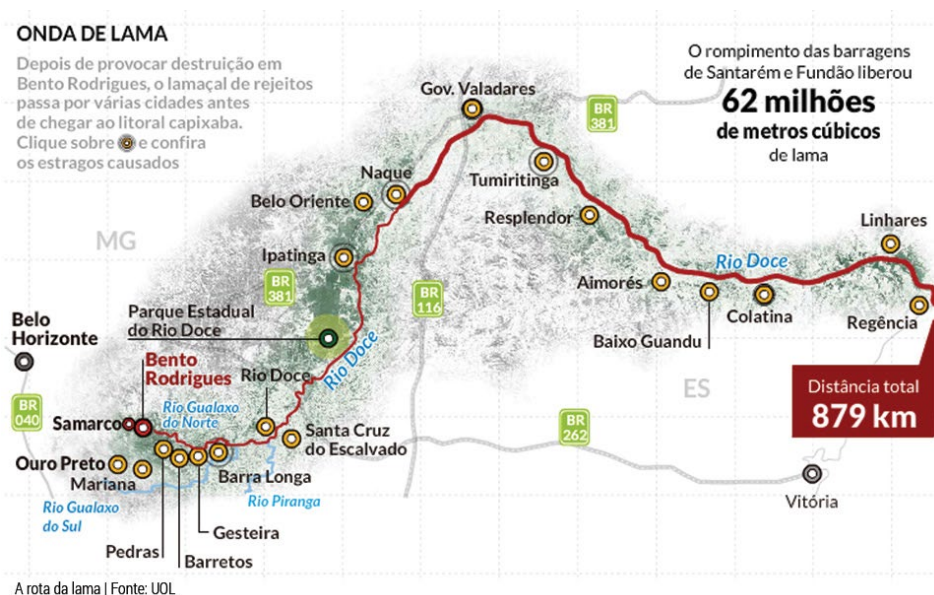 ONDA DE LAMA
Depois de provocar destruição em
Bento Rodrigues, o lamaçal de rejeitos
passa por várias cidades antes
de chegar ao litoral capixaba.
Clique sobre e confira
os estragos causados
O rompimento das barragens
de Santarém e Fundão liberou
62 milhões
de metros cúbicos
de lama
Gov. Valadares
BR
381
Naque
Tumiritinga
Belo Oriente
Resplendor
Linhares
MG
Ipatinga
Rio Doce
Aimorés
BR
381
BR
116
Colatina
Regência
Parque Estadual
do Rio Doce
Baixo Guandu
Belo
Horizonte
Rio Doce
Bento
Rodrigues
Rio Doce
ES
Distância total
879 km
BR
040
Samarco
Rio Gualaxo
do Norte
BR
262
Santa Cruz
do Escalvado
Ouro Preto
Mariana
Barra Longa
Rio Piranga
Vitória
Rio Gualaxo
do Sul
Gesteira
Pedras
Barretos
A rota da lama | Fonte: UOL